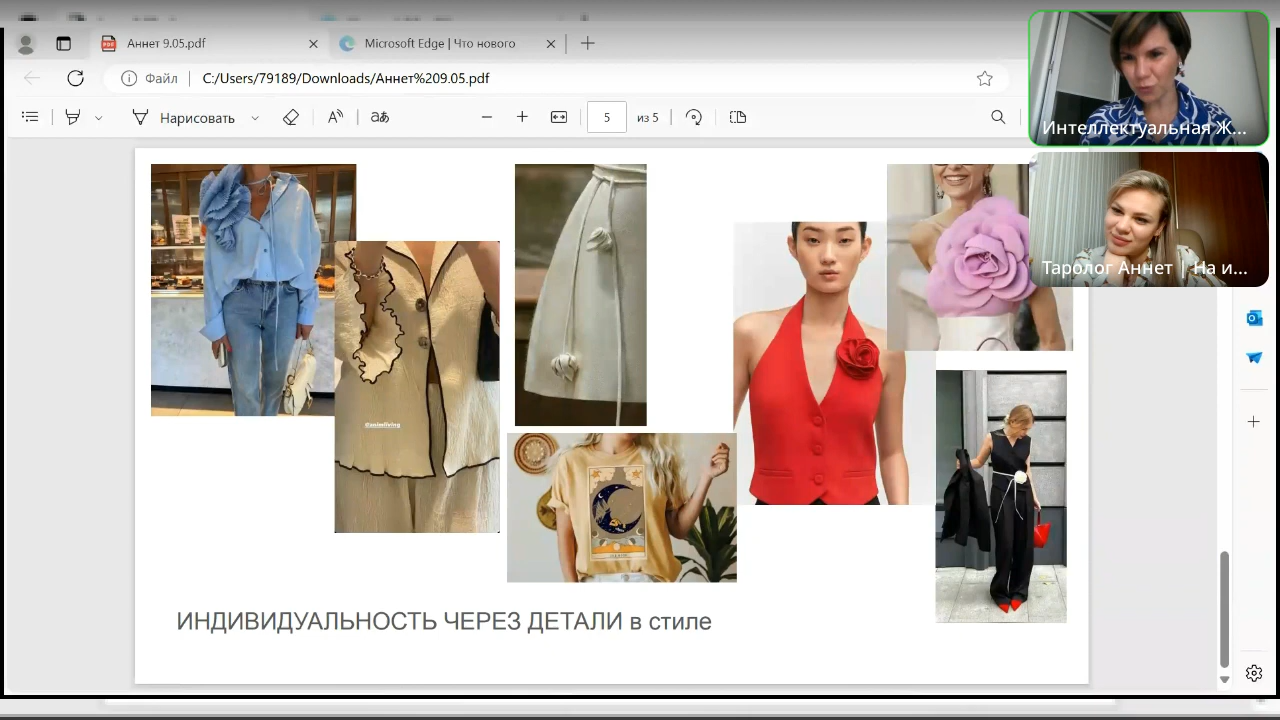 Аннет 9.05.pdf
Microsoft Edge | Что нового
Файл
C:/Users/79189/Downloads/Аннет%209.05.pdf
Нарисовать
5 из 5
Интеллектуальная Ж...
Таролог Аннет | На и...
ИНДИВИДУАЛЬНОСТЬ ЧЕРЕЗ ДЕТАЛИ в стиле